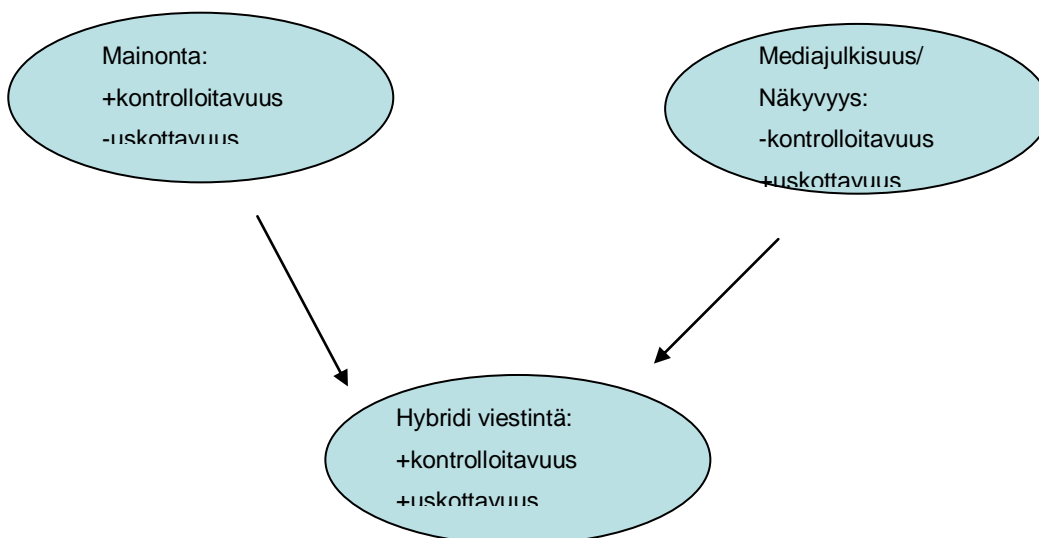 Mainonta:
+kontrolloitavuus
-uskottavuus
Mediajulkisuus/
Näkyvyys:
-kontrolloitavuus
+uskottavuus
Hybridi viestintä:
+kontrolloitavuus
+uskottavuus